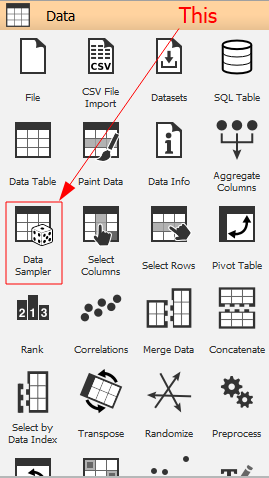 Data
This
File
CSV File
Import
Datasets
SQL Table
Data Table
Paint Data
Data Info
Aggregate
Columns
Data
Sampler
Select
Columns
Select Rows
Pivot Table
Rank
Correlations
Merge Data
Concatenate
Select by
Data Index
Transpose
Randomize
Preprocess